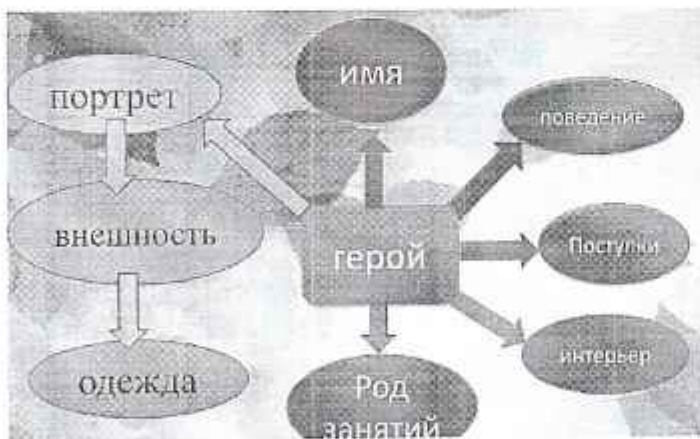 имя
портрет
поведение
внешность
герой
Поступки
интерьер
одежда
Род
занятий